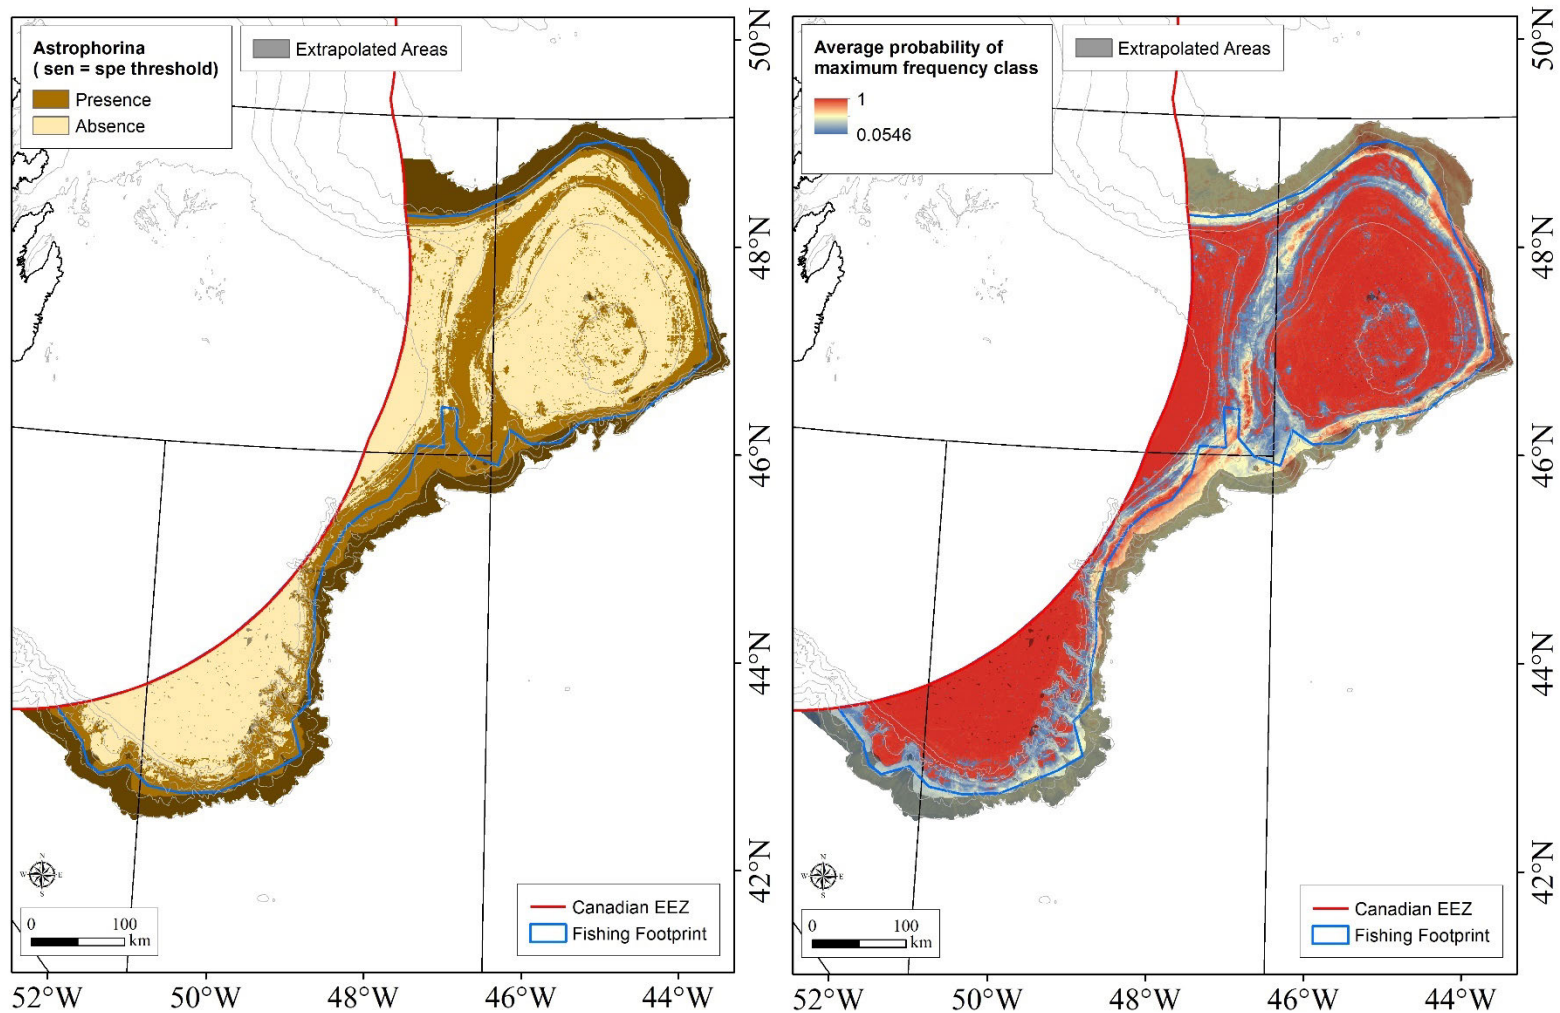 Astrophorina
( sen = spe threshold)
Presence
Absence
Extrapolated Areas
50°N
48°N
46°N
44°N
42°N
N
W E
S
0 100
km
Canadian EEZ
Fishing Footprint
52°W 50°W 48°W 46°W 44°W
Average probability of
maximum frequency class
1
0.0546
Extrapolated Areas
50°N
48°N
46°N
44°N
42°N
N
W E
S
0 100
km
Canadian EEZ
Fishing Footprint
52°W 50°W 48°W 46°W 44°W